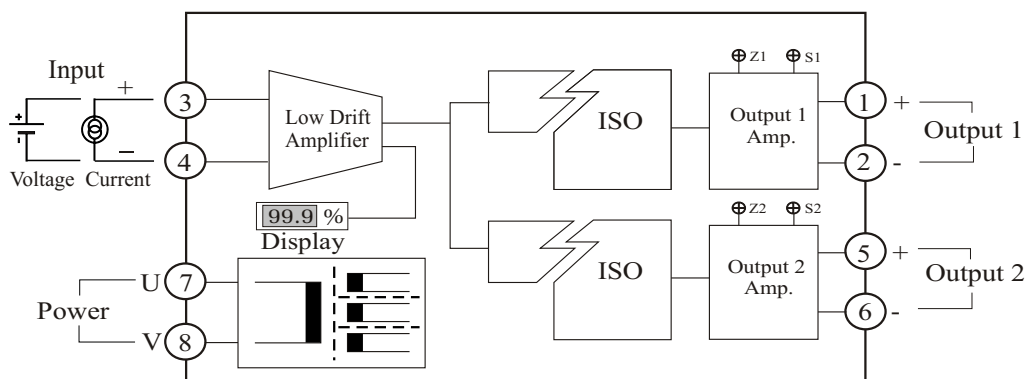 Input
+
-
Voltage
Current
3
4
Low Drift
Amplifier
99.9 %
Display
ISO
Z1
S1
Output 1
Amp.
1
2
+
-
Output 1
ISO
Z2
S2
Output 2
Amp.
5
6
+
-
Output 2
Power
U
V
7
8
+
-